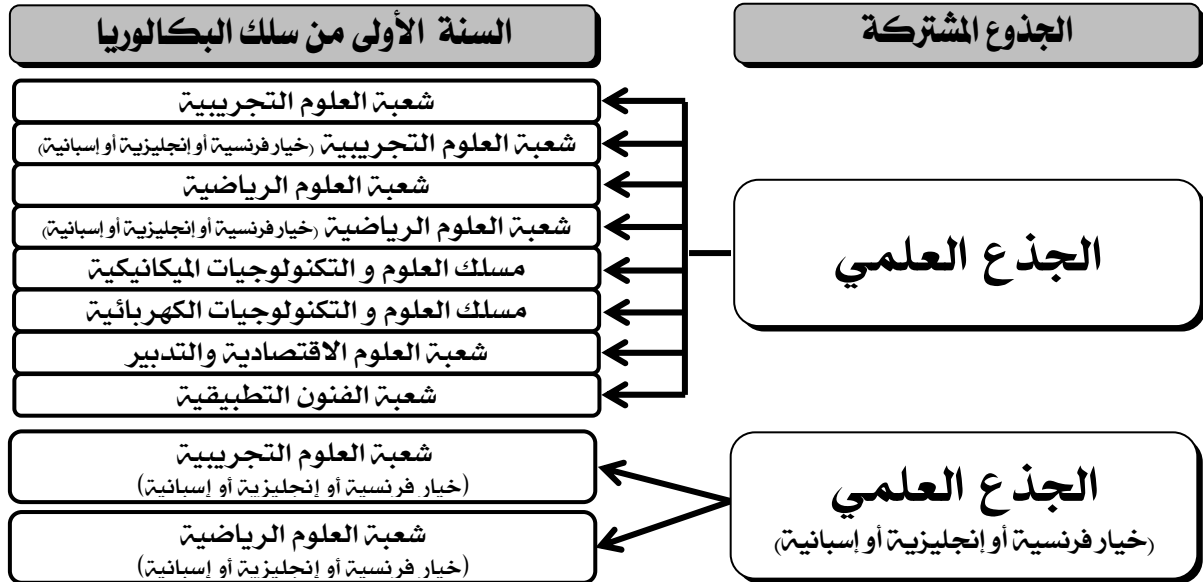 الجذوع المشتركة
السنة الأولى من سلك البكالوريا
الجذع العلمي
شعبة العلوم التجريبية
شعبة العلوم التجريبية (خيار فرنسية أو إنجليزية أو إسبانية)
شعبة العلوم الرياضية
شعبة العلوم الرياضية (خيار فرنسية أو إنجليزية أو إسبانية)
مسلك العلوم و التكنولوجيات الميكانيكية
مسلك العلوم و التكنولوجيات الكهربائية
شعبة العلوم الاقتصادية والتدبير
شعبة الفنون التطبيقية
الجذع العلمي
(خيار فرنسية أو إنجليزية أو إسبانية)
شعبة العلوم التجريبية
(خيار فرنسية أو إنجليزية أو إسبانية)
شعبة العلوم الرياضية
(خيار فرنسية أو إنجليزية أو إسبانية)